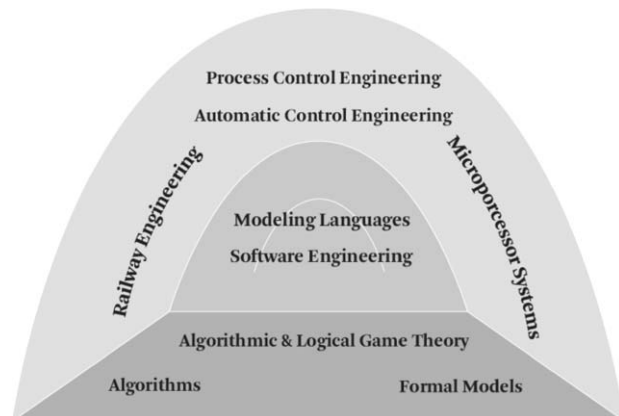 Process Control Engineering
Automatic Control Engineering
Railway Engineering
Microporcessor Systems
Modeling Languages
Software Engineering
Algorithmic & Logical Game Theory
Algorithms
Formal Models